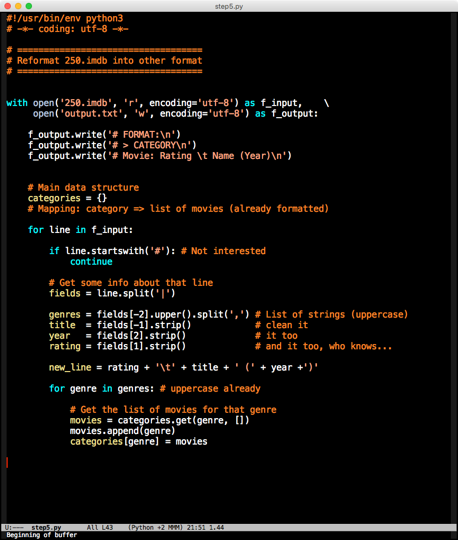 step5.py
#!/usr/bin/env python3
# -*- coding: utf-8 -*-
# ===================================
# Reformat 250.imdb into other format
# ===================================
with open('250.imdb', 'r', encoding='utf-8') as f_input,    \
     open('output.txt', 'w', encoding='utf-8') as f_output:
    f_output.write('# FORMAT:\n')
    f_output.write('# > CATEGORY\n')
    f_output.write('# Movie: Rating \t Name (Year)\n')
    # Main data structure
    categories = {}
    # Mapping: category => list of movies (already formatted)
    for line in f_input:
        if line.startswith('#'): # Not interested
            continue
        # Get some info about that line
        fields = line.split('|')
        genres = fields[-2].upper().split(',') # List of strings (uppercase)
        title  = fields[-1].strip()            # clean it
        year   = fields[2].strip()             # it too
        rating = fields[1].strip()             # and it too, who knows...
        new_line = rating + '\t' + title + ' (' + year +')'
        for genre in genres: # uppercase already
            # Get the list of movies for that genre
            movies = categories.get(genre, [])
            movies.append(genre)
            categories[genre] = movies
U:---  step5.py      All L43    (Python +2 MMM) 21:51 1.44
Beginning of buffer